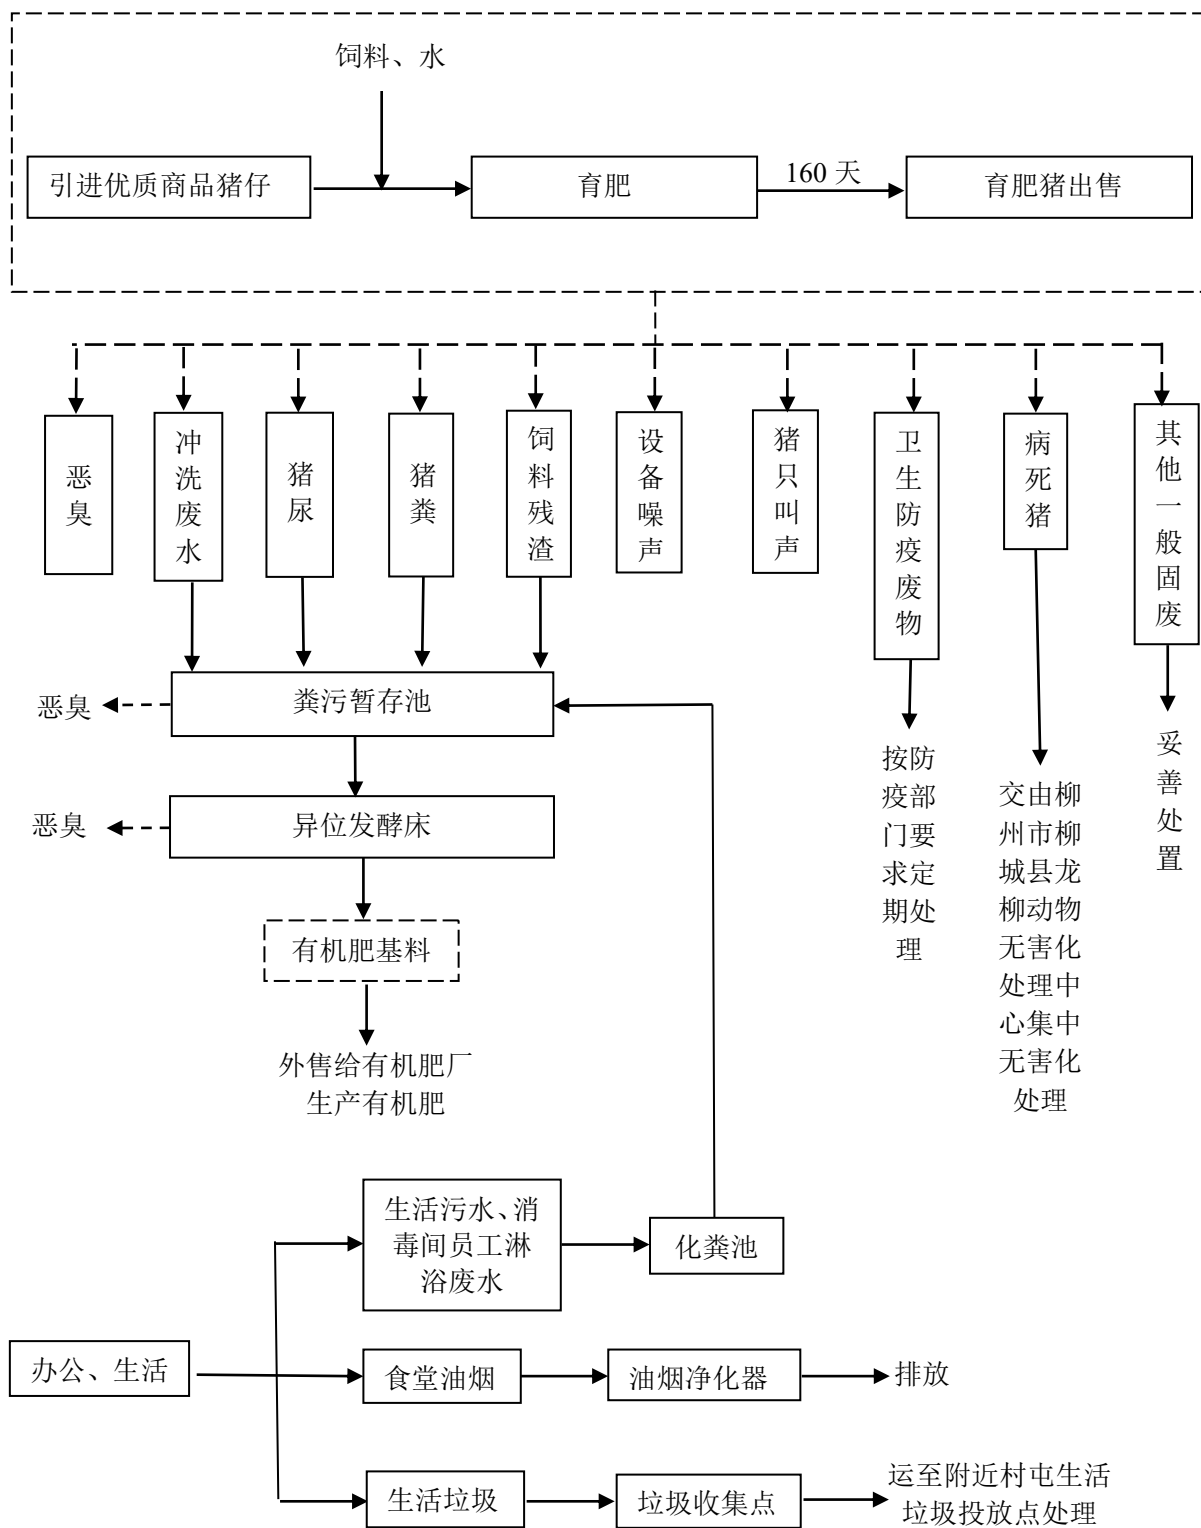 饲料、水
引进优质商品猪仔
育肥
160 天
育肥猪出售
恶臭
冲洗废水
猪尿
猪粪
饲料残渣
设备噪声
猪只叫声
卫生防疫废物
病死猪
其他一般固废
恶臭
粪污暂存池
恶臭
异位发酵床
有机肥基料
外售给有机肥厂
生产有机肥
按防
疫部
门要
求定
期处
理
交由柳
州市柳
城县龙
柳动物
无害化
处理中
心集中
无害化
处理
妥善处置
生活污水、消
毒间员工淋
浴废水
化粪池
办公、生活
食堂油烟
油烟净化器
排放
生活垃圾
垃圾收集点
运至附近村屯生活
垃圾投放点处理